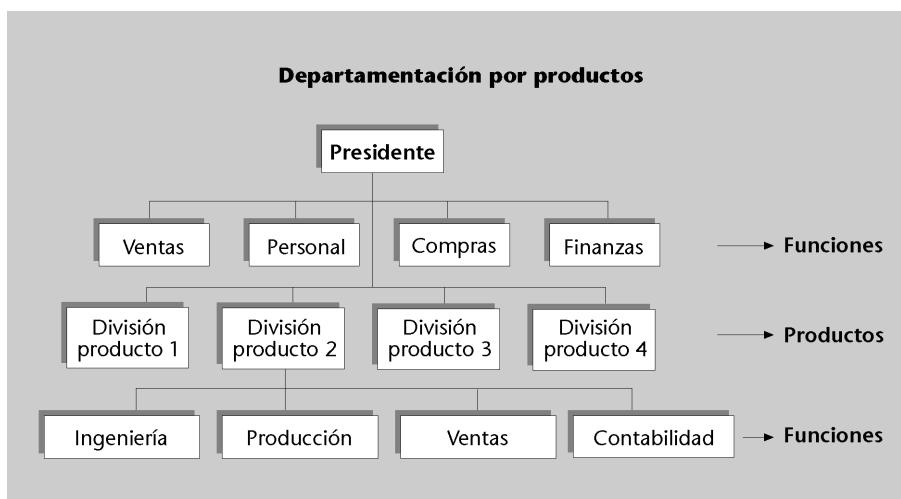 Departamentación por productos
Presidente
Ventas
Personal
Compras
Finanzas
Funciones
División
producto 1
División
producto 2
División
producto 3
División
producto 4
Productos
Ingeniería
Producción
Ventas
Contabilidad
Funciones